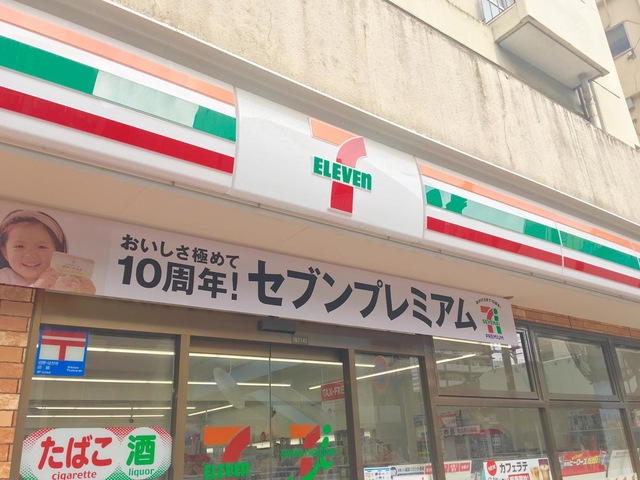 7
ELEVEn
おいしさ極めて
10周年!
セブンプレミアム
PREMIUM
たばこ
cigarette
酒
liquor
カフェラテ